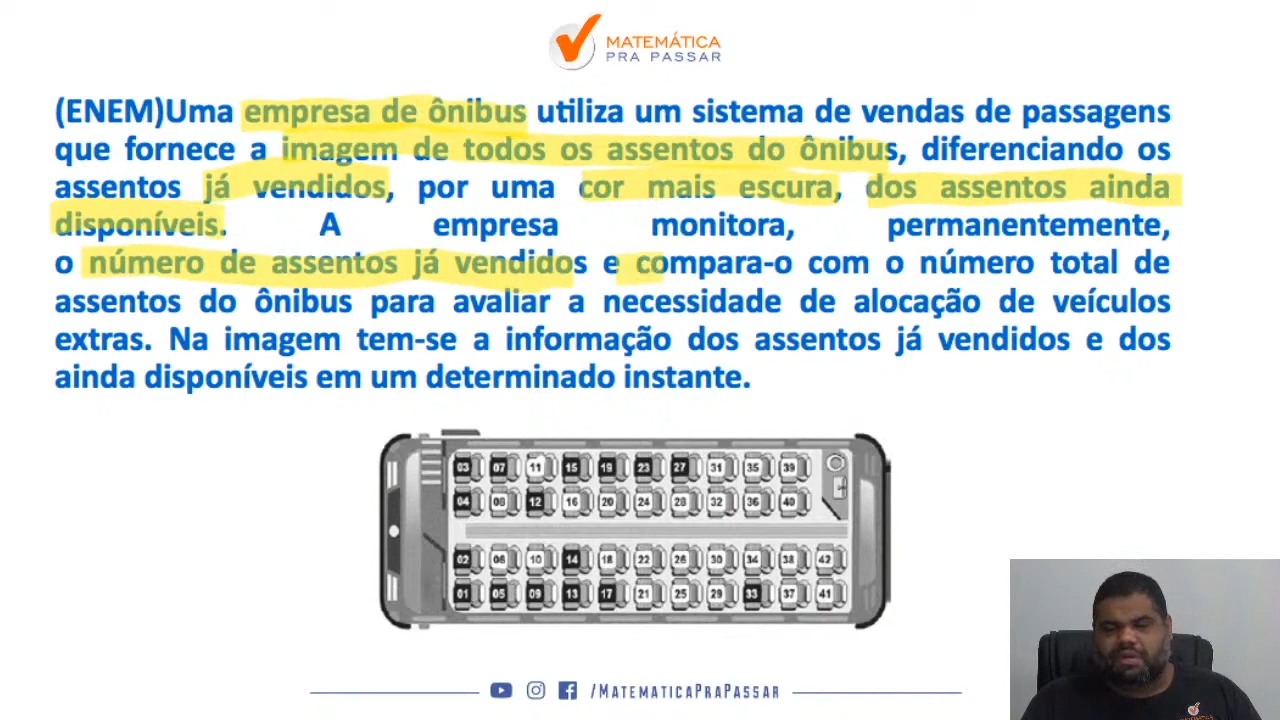 MATEMÁTICA
PRA PASSAR
(ENEM)Uma empresa de ônibus utiliza um sistema de vendas de passagens
que fornece a imagem de todos os assentos do ônibus, diferenciando os
assentos já vendidos, por uma cor mais escura, dos assentos ainda
disponíveis. A empresa monitora, permanentemente,
o número de assentos já vendidos e compara-o com o número total de
assentos do ônibus para avaliar a necessidade de alocação de veículos
extras. Na imagem tem-se a informação dos assentos já vendidos e dos
ainda disponíveis em um determinado instante.
03 07 11 15 19 23 27 31 35 39
04 08 12 16 20 24 28 32 36 40
02 06 10 14 18 22 26 30 34 38 42
01 05 09 13 17 21 25 29 33 37 41
/MATEMATICAPRAPASSAR